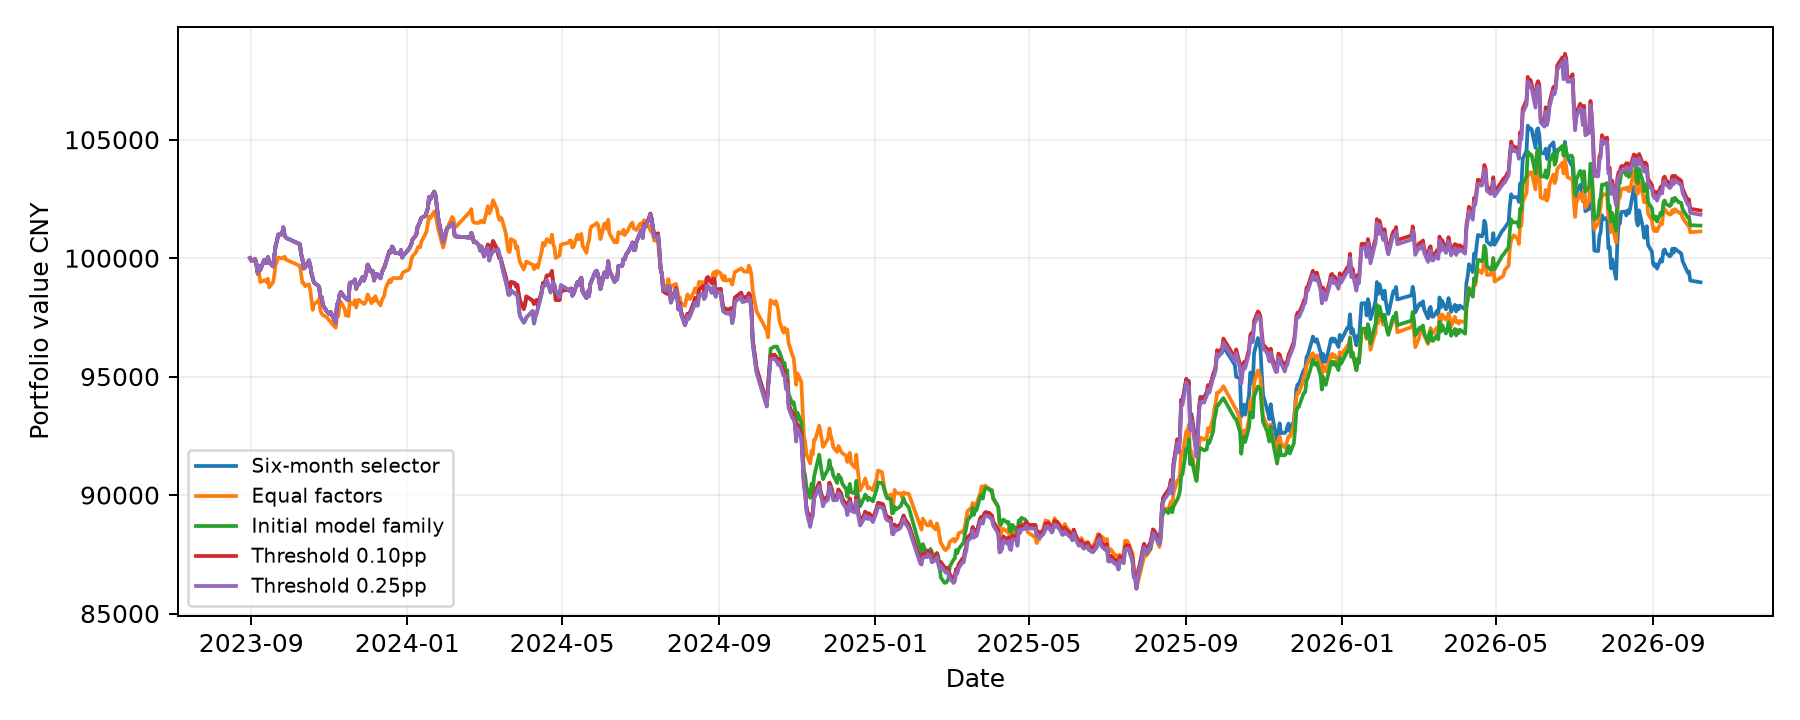 Portfolio value CNY
105000
100000
95000
90000
85000
Six-month selector
Equal factors
Initial model family
Threshold 0.10pp
Threshold 0.25pp
2023-09 2024-01 2024-05 2024-09 2025-01 2025-05 2025-09 2026-01 2026-05 2026-09
Date